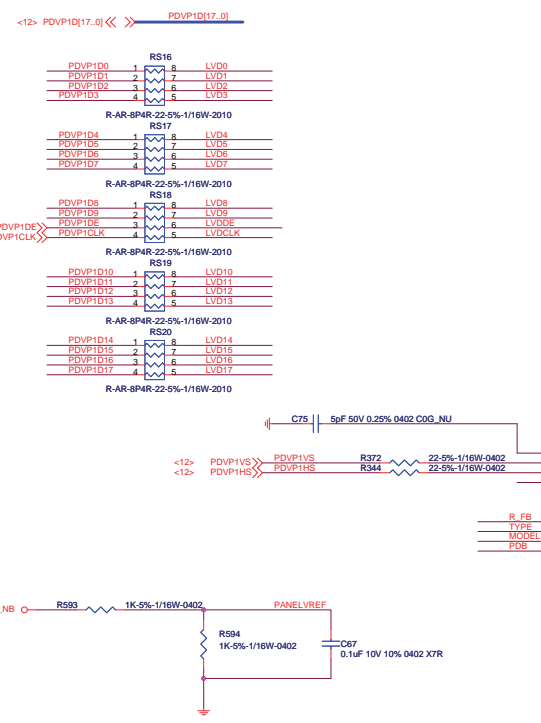 <12> PDVP1D[17..0] PDVP1D[17..0]
RS16
PDVP1D0 1 8 LVD0
PDVP1D1 2 7 LVD1
PDVP1D2 3 6 LVD2
PDVP1D3 4 5 LVD3
R-AR-8P4R-22-5%-1/16W-2010
RS17
PDVP1D4 1 8 LVD4
PDVP1D5 2 7 LVD5
PDVP1D6 3 6 LVD6
PDVP1D7 4 5 LVD7
R-AR-8P4R-22-5%-1/16W-2010
RS18
PDVP1D8 1 8 LVD8
PDVP1D9 2 7 LVD9
PDVP1DE PDVP1DE 3 6 LVDDE
DVP1CLK PDVP1CLK 4 5 LVDCLK
R-AR-8P4R-22-5%-1/16W-2010
RS19
PDVP1D10 1 8 LVD10
PDVP1D11 2 7 LVD11
PDVP1D12 3 6 LVD12
PDVP1D13 4 5 LVD13
R-AR-8P4R-22-5%-1/16W-2010
RS20
PDVP1D14 1 8 LVD14
PDVP1D15 2 7 LVD15
PDVP1D16 3 6 LVD16
PDVP1D17 4 5 LVD17
R-AR-8P4R-22-5%-1/16W-2010
C75 5pF 50V 0.25% 0402 C0G_NU
<12> PDVP1VS PDVP1VS R372 22-5%-1/16W-0402
<12> PDVP1HS PDVP1HS R344 22-5%-1/16W-0402
R_FB
TYPE
MODEL
PDB
_NB R593 1K-5%-1/16W-0402 PANELVREF
R594
1K-5%-1/16W-0402
C67
0.1uF 10V 10% 0402 X7R